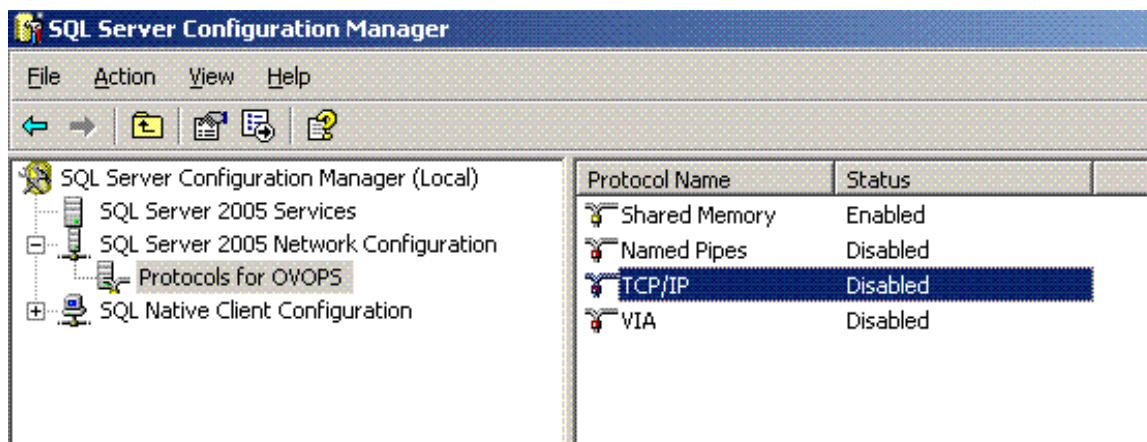 SQL Server Configuration Manager
File Action View Help
SQL Server Configuration Manager (Local)
SQL Server 2005 Services
SQL Server 2005 Network Configuration
Protocols for OVOPS
SQL Native Client Configuration
Protocol Name Status
Shared Memory Enabled
Named Pipes Disabled
TCP/IP Disabled
VIA Disabled